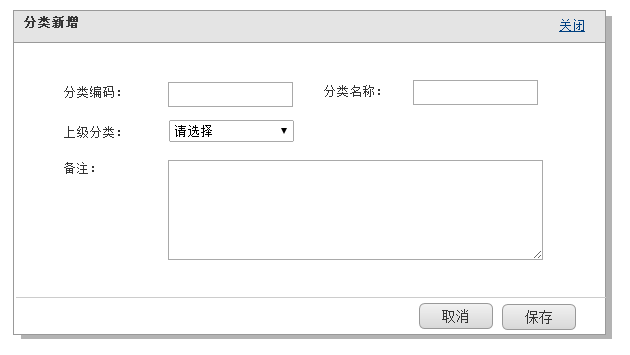 分类新增 关闭
分类编码： 分类名称：
上级分类： 请选择
备注：
取消 保存